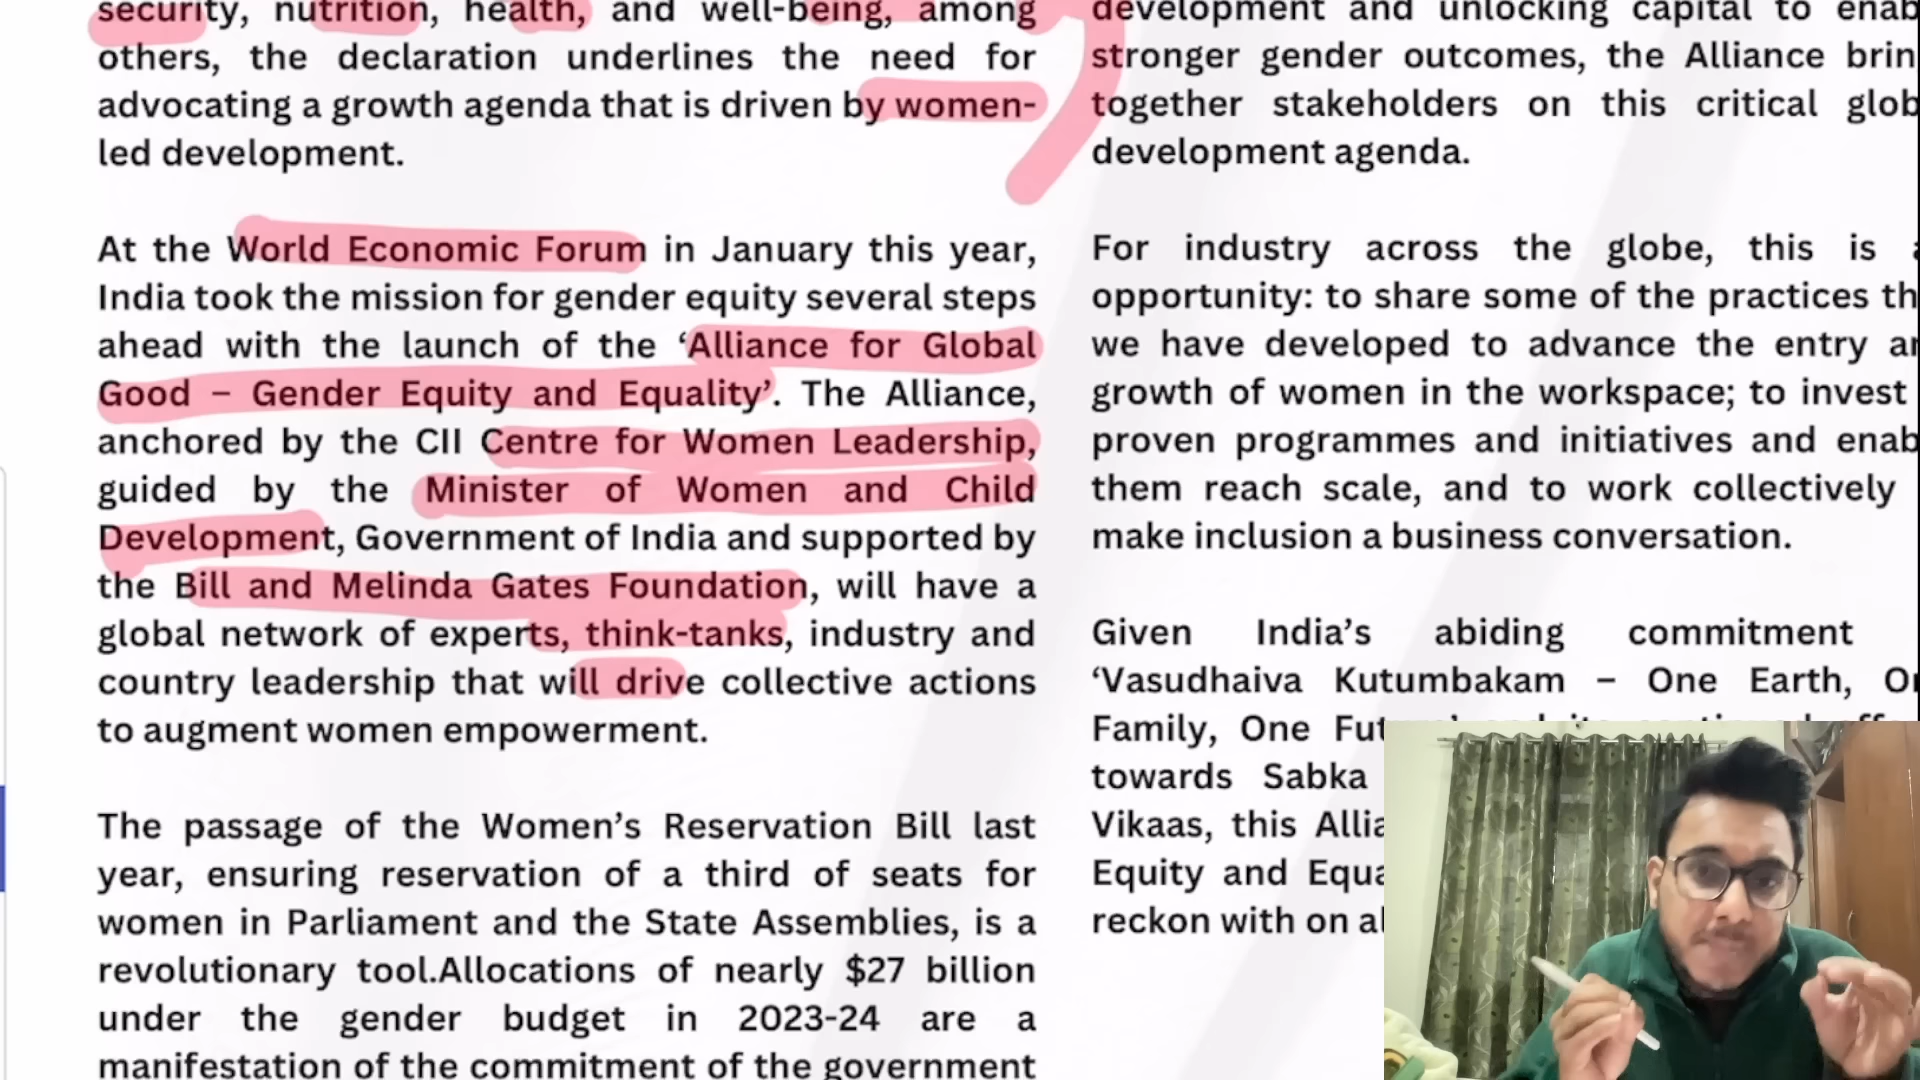 security, nutrition, health, and well-being, among
others, the declaration underlines the need for
advocating a growth agenda that is driven by women-
led development.
At the World Economic Forum in January this year,
India took the mission for gender equity several steps
ahead with the launch of the ‘Alliance for Global
Good – Gender Equity and Equality’. The Alliance,
anchored by the CII Centre for Women Leadership,
guided by the Minister of Women and Child
Development, Government of India and supported by
the Bill and Melinda Gates Foundation, will have a
global network of experts, think-tanks, industry and
country leadership that will drive collective actions
to augment women empowerment.
The passage of the Women’s Reservation Bill last
year, ensuring reservation of a third of seats for
women in Parliament and the State Assemblies, is a
revolutionary tool.Allocations of nearly $27 billion
under the gender budget in 2023-24 are a
manifestation of the commitment of the government
development and unlocking capital to enab
stronger gender outcomes, the Alliance brin
together stakeholders on this critical glob
development agenda.
For industry across the globe, this is a
opportunity: to share some of the practices th
we have developed to advance the entry an
growth of women in the workspace; to invest
proven programmes and initiatives and enab
them reach scale, and to work collectively
make inclusion a business conversation.
Given India’s abiding commitment
‘Vasudhaiva Kutumbakam – One Earth, On
Family, One Fut
towards Sabka
Vikaas, this Allia
Equity and Equa
reckon with on al